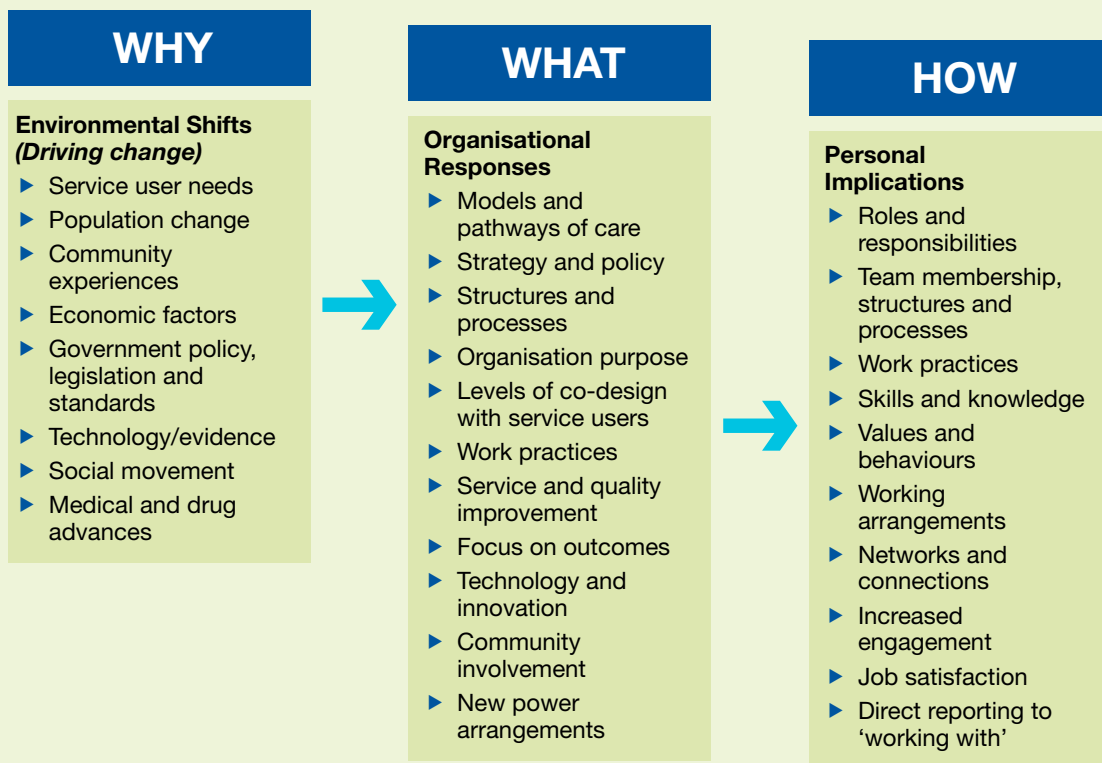 WHY
Environmental Shifts
(Driving change)
Service user needs
Population change
Community
experiences
Economic factors
Government policy,
legislation and
standards
Technology/evidence
Social movement
Medical and drug
advances
WHAT
Organisational
Responses
Models and
pathways of care
Strategy and policy
Structures and
processes
Organisation purpose
Levels of co-design
with service users
Work practices
Service and quality
improvement
Focus on outcomes
Technology and
innovation
Community
involvement
New power
arrangements
HOW
Personal
Implications
Roles and
responsibilities
Team membership,
structures and
processes
Work practices
Skills and knowledge
Values and
behaviours
Working
arrangements
Networks and
connections
Increased
engagement
Job satisfaction
Direct reporting to
‘working with’